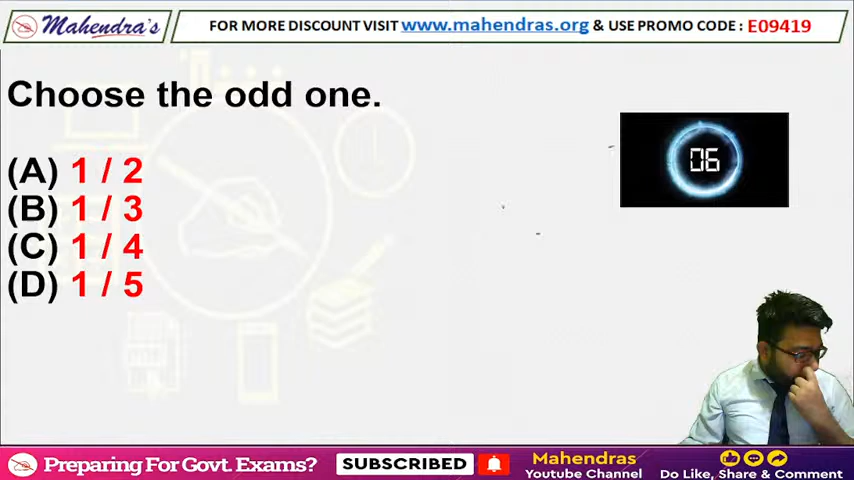 Mahendra's
FOR MORE DISCOUNT VISIT www.mahendras.org & USE PROMO CODE : E09419
Choose the odd one.
06
(A) 1 / 2
(B) 1 / 3
(C) 1 / 4
(D) 1 / 5
Preparing For Govt. Exams?
SUBSCRIBED
Mahendras
Youtube Channel
Do Like, Share & Comment